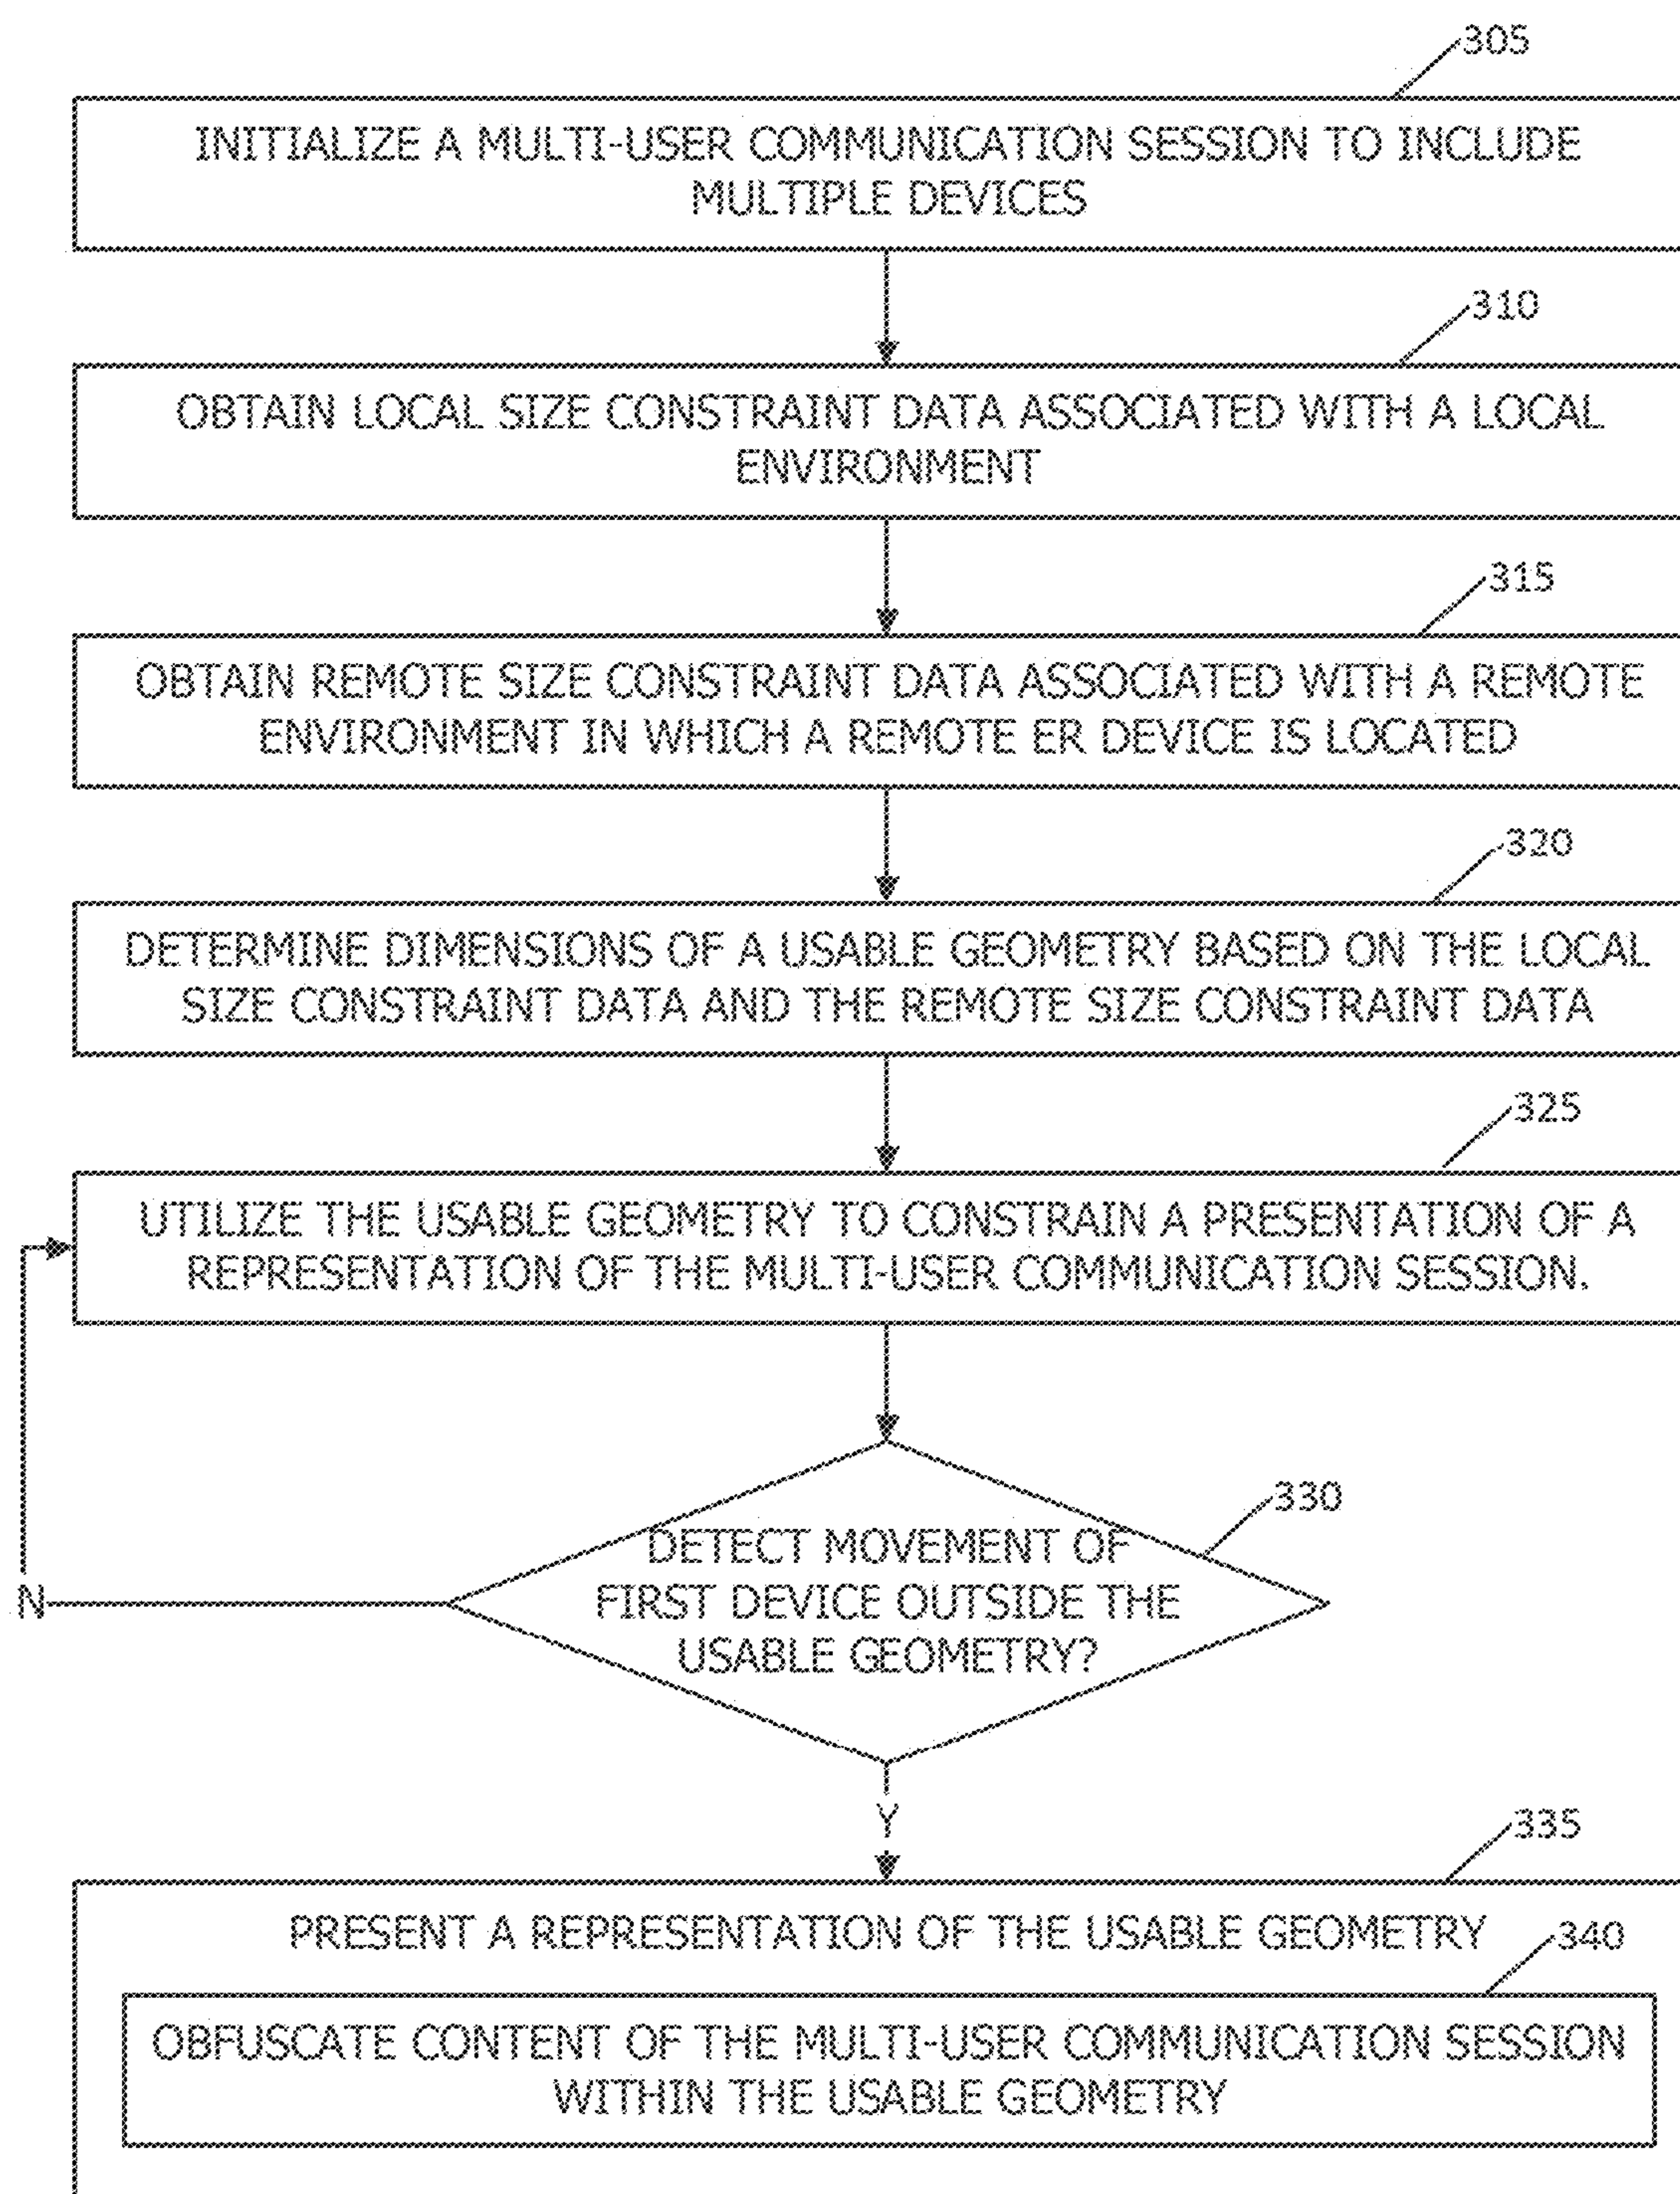 305
INITIALIZE A MULTI-USER COMMUNICATION SESSION TO INCLUDE
MULTIPLE DEVICES
310
OBTAIN LOCAL SIZE CONSTRAINT DATA ASSOCIATED WITH A LOCAL
ENVIRONMENT
315
OBTAIN REMOTE SIZE CONSTRAINT DATA ASSOCIATED WITH A REMOTE
ENVIRONMENT IN WHICH A REMOTE ER DEVICE IS LOCATED
320
DETERMINE DIMENSIONS OF A USABLE GEOMETRY BASED ON THE LOCAL
SIZE CONSTRAINT DATA AND THE REMOTE SIZE CONSTRAINT DATA
325
UTILIZE THE USABLE GEOMETRY TO CONSTRAIN A PRESENTATION OF A
REPRESENTATION OF THE MULTI-USER COMMUNICATION SESSION.
330
DETECT MOVEMENT OF
FIRST DEVICE OUTSIDE THE
USABLE GEOMETRY?
N
Y
335
PRESENT A REPRESENTATION OF THE USABLE GEOMETRY
340
OBFUSCATE CONTENT OF THE MULTI-USER COMMUNICATION SESSION
WITHIN THE USABLE GEOMETRY